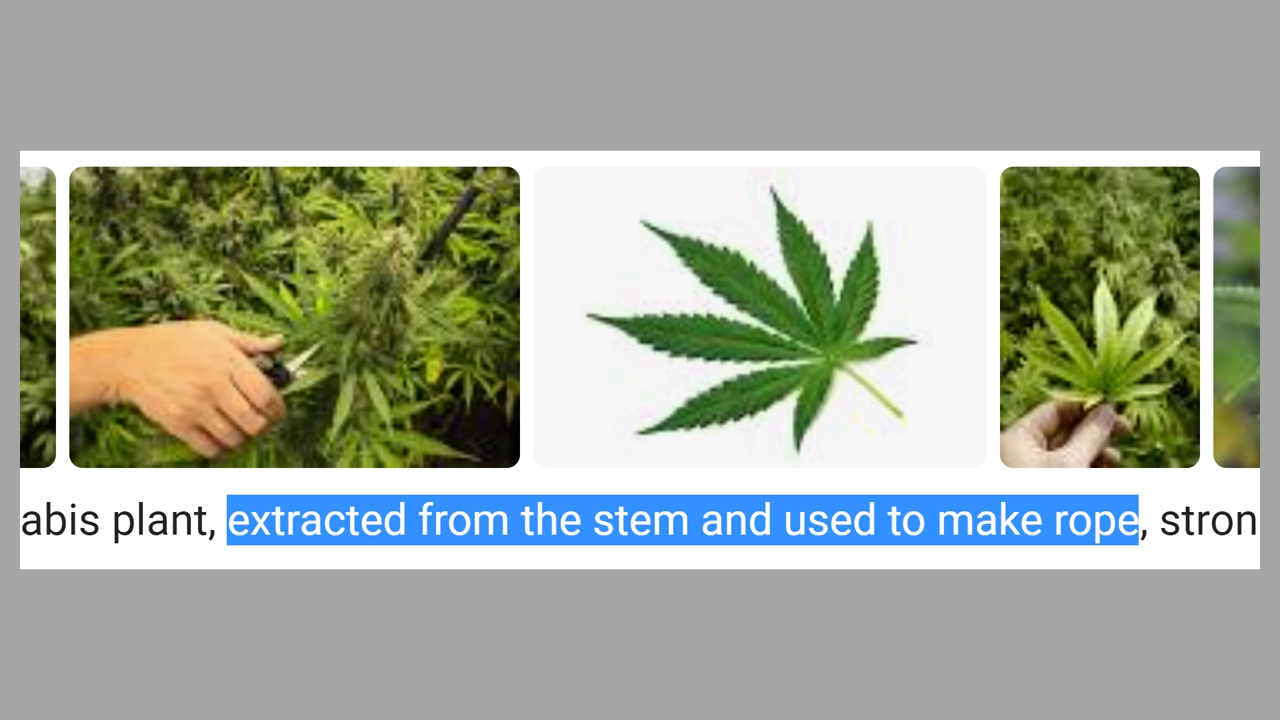 abis plant, extracted from the stem and used to make rope, stron